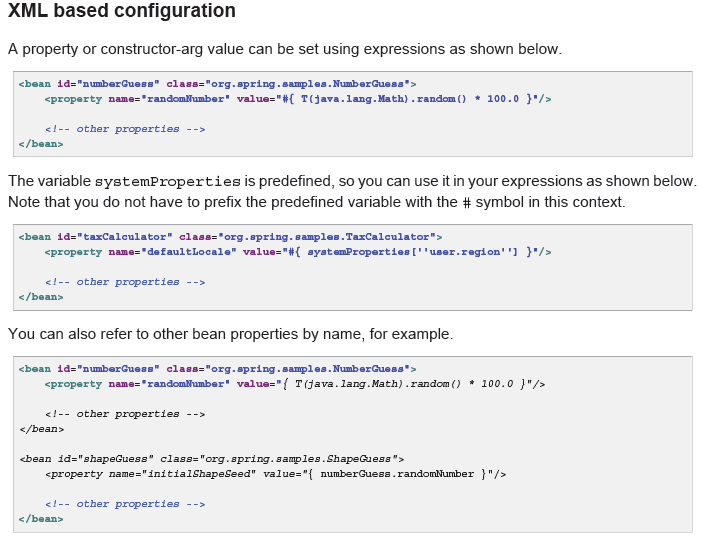 XML based configuration
A property or constructor-arg value can be set using expressions as shown below.
<bean id="numberGuess" class="org.spring.samples.NumberGuess">
<property name="randomNumber" value="#{ T(java.lang.Math).random() * 100.0 }"/>
<!-- other properties -->
</bean>
The variable systemProperties is predefined, so you can use it in your expressions as shown below.
Note that you do not have to prefix the predefined variable with the # symbol in this context.
<bean id="taxCalculator" class="org.spring.samples.TaxCalculator">
<property name="defaultLocale" value="#{ systemProperties[''user.region''] }"/>
<!-- other properties -->
</bean>
You can also refer to other bean properties by name, for example.
<bean id="numberGuess" class="org.spring.samples.NumberGuess">
<property name="randomNumber" value="{ T(java.lang.Math).random() * 100.0 }"/>
<!-- other properties -->
</bean>
<bean id="shapeGuess" class="org.spring.samples.ShapeGuess">
<property name="initialShapeSeed" value="{ numberGuess.randomNumber }"/>
<!-- other properties -->
</bean>